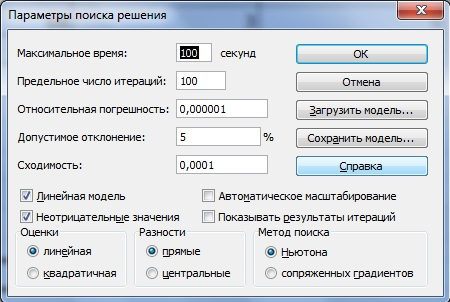 Параметры поиска решения
Максимальное время: 100 секунд OK
Предельное число итераций: 100 Отмена
Относительная погрешность: 0,000001 Загрузить модель...
Допустимое отклонение: 5 % Сохранить модель...
Сходимость: 0,0001 Справка
Линейная модель Автоматическое масштабирование
Неотрицательные значения Показывать результаты итераций
Оценки Разности Метод поиска
линейная прямые Ньютона
квадратичная центральные сопряженных градиентов